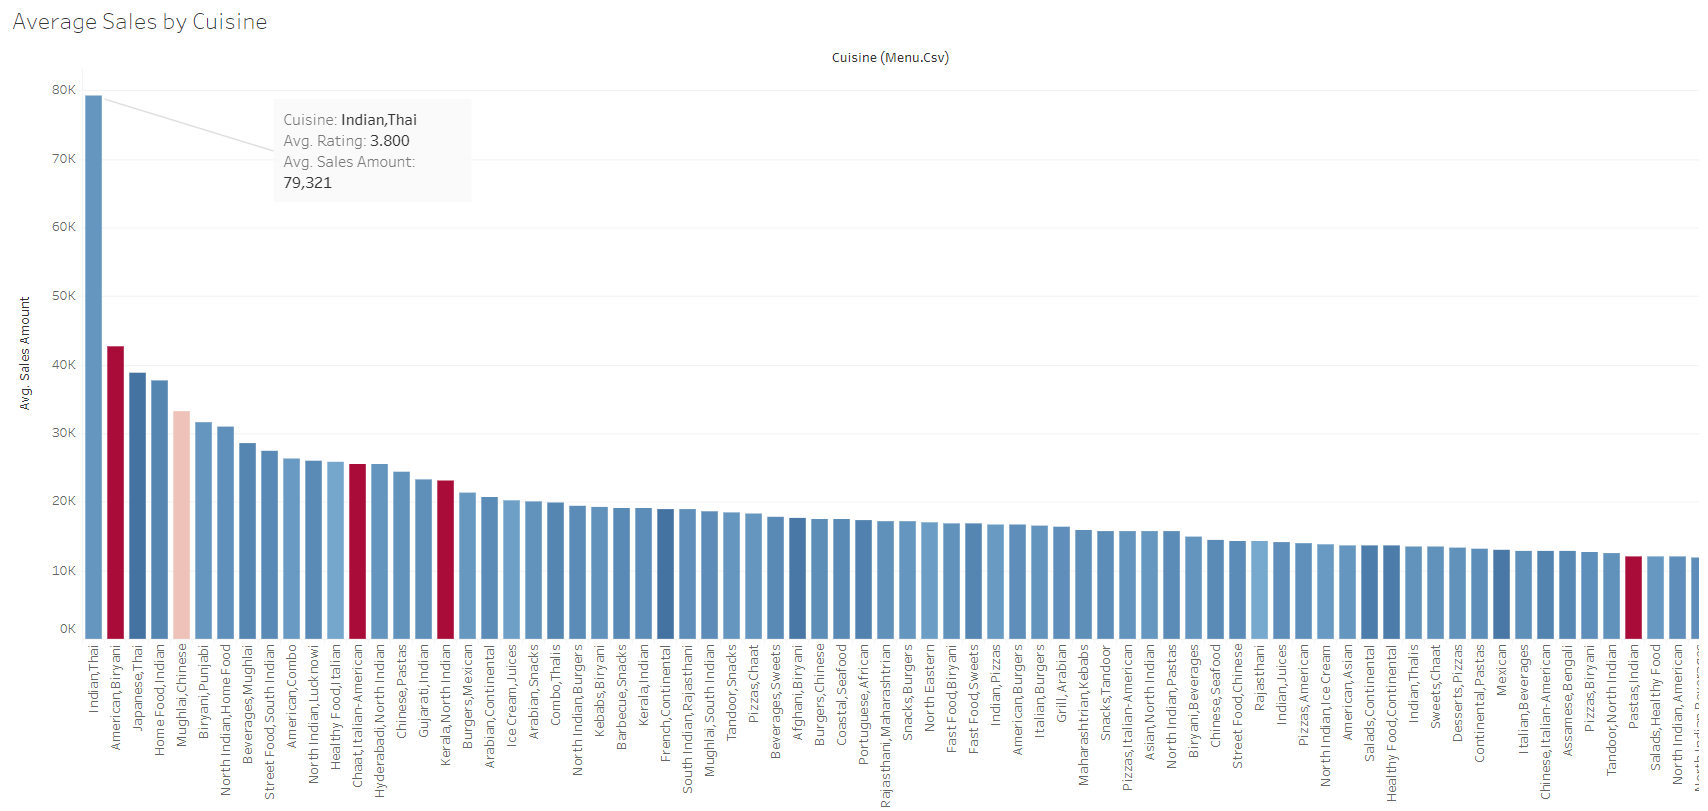 Average Sales by Cuisine
Cuisine (Menu.Csv)
Avg. Sales Amount
80K
70K
60K
50K
40K
30K
20K
10K
0K
Cuisine: Indian,Thai
Avg. Rating: 3.800
Avg. Sales Amount:
79,321
Indian,Thai
American,Biryani
Japanese,Thai
Home Food,Indian
Mughlai,Chinese
Biryani,Punjabi
North Indian,Home Food
Beverages,Mughlai
Street Food,South Indian
American,Combo
North Indian,Lucknowi
Healthy Food,Italian
Chaat,Italian-American
Hyderabadi,North Indian
Chinese,Pastas
Gujarati,Indian
Kerala,North Indian
Burgers,Mexican
Arabian,Continental
Ice Cream,Juices
Arabian,Snacks
Combo,Thalis
North Indian,Burgers
Kebabs,Biryani
Barbecue,Snacks
Kerala,Indian
French,Continental
South Indian,Rajasthani
Mughlai,South Indian
Tandoor,Snacks
Pizzas,Chaat
Beverages,Sweets
Afghani,Biryani
Burgers,Chinese
Coastal,Seafood
Portuguese,African
Rajasthani,Maharashtrian
Snacks,Burgers
North Eastern
Fast Food,Biryani
Fast Food,Sweets
Indian,Pizzas
American,Burgers
Italian,Burgers
Grill,Arabian
Maharashtrian,Kebabs
Snacks,Tandoor
Pizzas,Italian-American
Asian,North Indian
North Indian,Pastas
Biryani,Beverages
Chinese,Seafood
Street Food,Chinese
Rajasthani
Indian,Juices
Pizzas,American
North Indian,Ice Cream
American,Asian
Salads,Continental
Healthy Food,Continental
Indian,Thalis
Sweets,Chaat
Desserts,Pizzas
Continental,Pastas
Mexican
Italian,Beverages
Chinese,Italian-American
Assamese,Bengali
Pizzas,Biryani
Tandoor,North Indian
Pastas,Indian
Salads,Healthy Food
North Indian,American